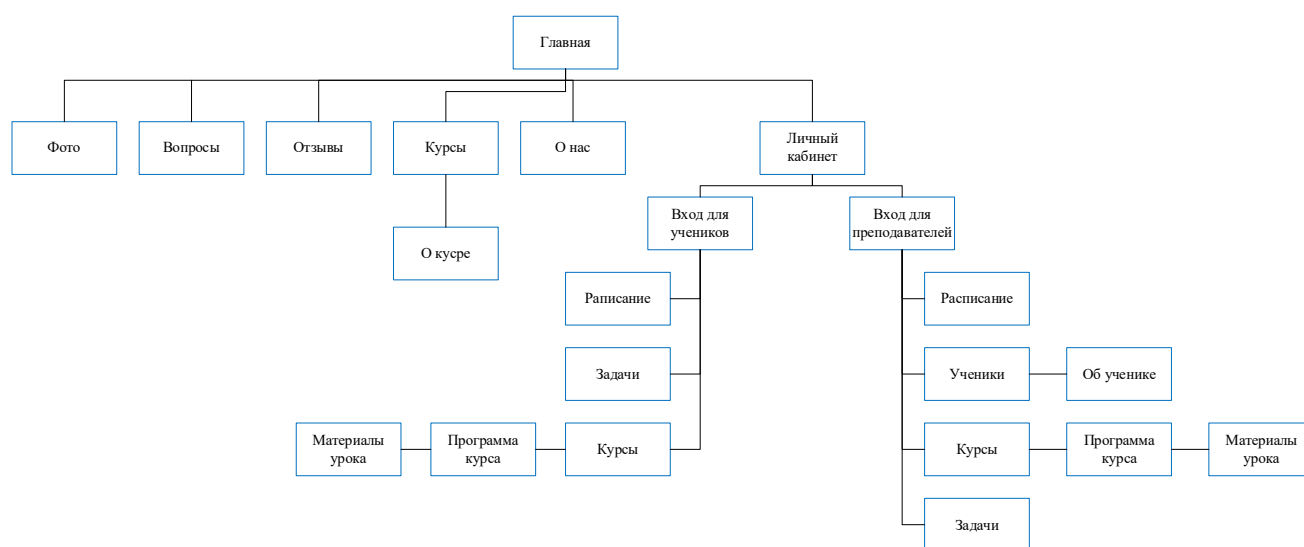 Главная
Фото
Вопросы
Отзывы
Курсы
О нас
Личный
кабинет
Вход для
учеников
Вход для
преподавателей
О кусре
Раписание
Расписание
Задачи
Ученики
Об ученике
Материалы
урока
Программа
курса
Курсы
Курсы
Программа
курса
Материалы
урока
Задачи